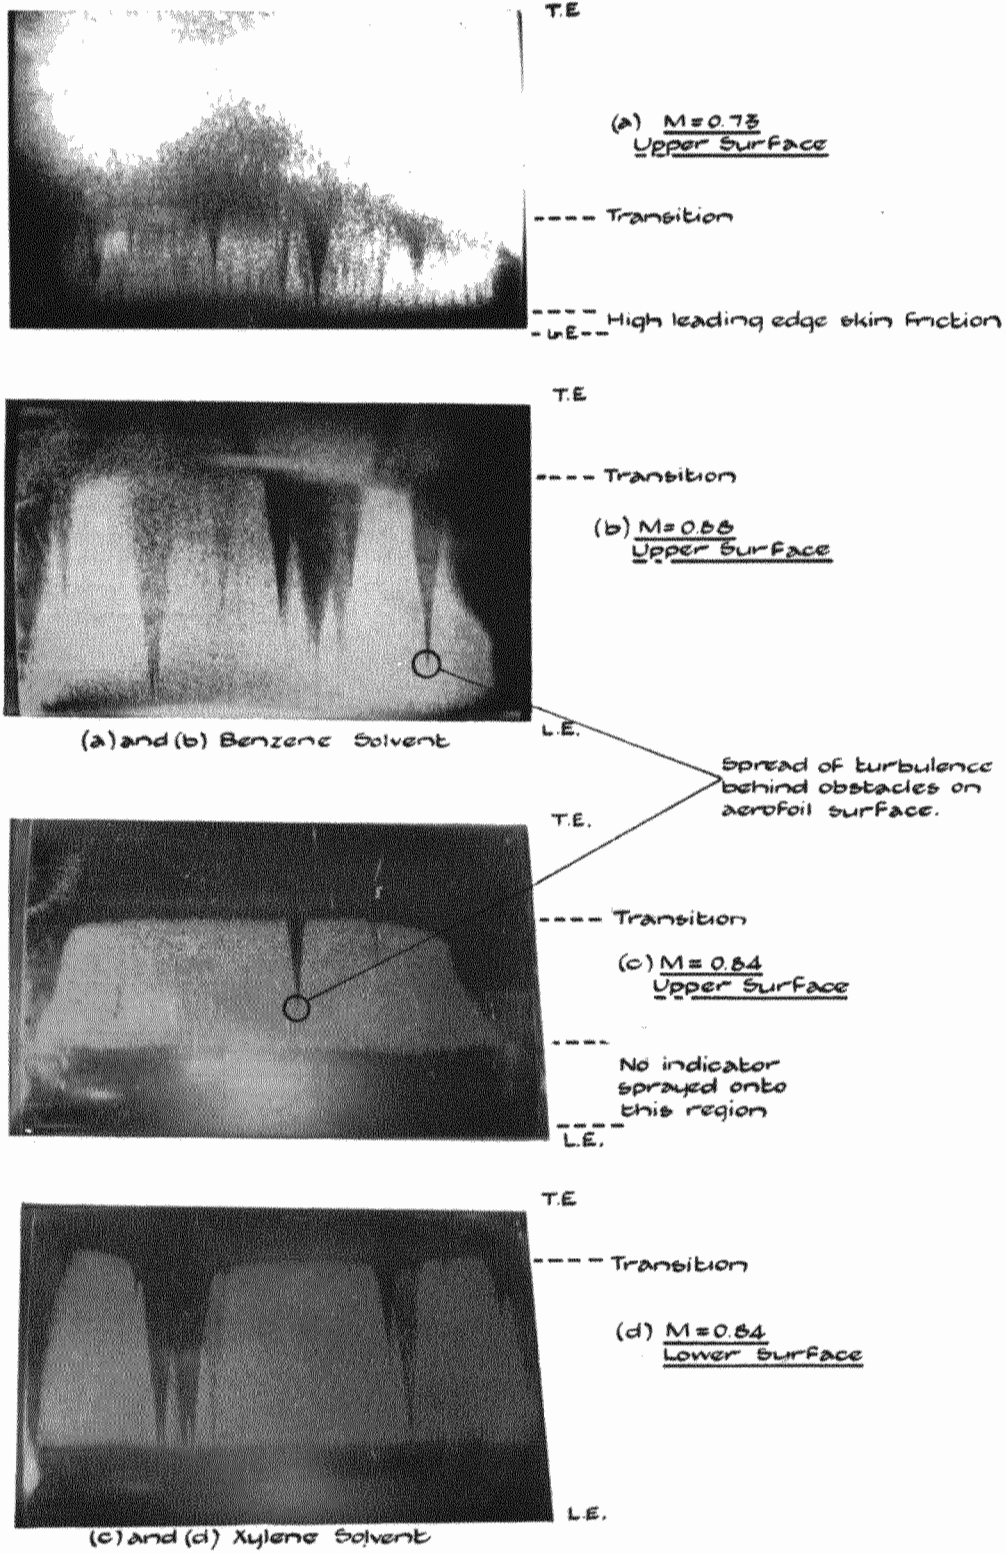 T.E
(a) M = 0.73
Upper Surface
Transition
High leading edge skin friction
L.E
T.E
Transition
(b) M = 0.88
Upper Surface
L.E.
(a) and (b) Benzene Solvent
Spread of turbulence
behind obstacles on
aerofoil surface.
T.E.
Transition
(c) M = 0.84
Upper Surface
No indicator
sprayed onto
this region
L.E.
T.E
Transition
(d) M = 0.84
Lower Surface
L.E.
(c) and (d) Xylene Solvent